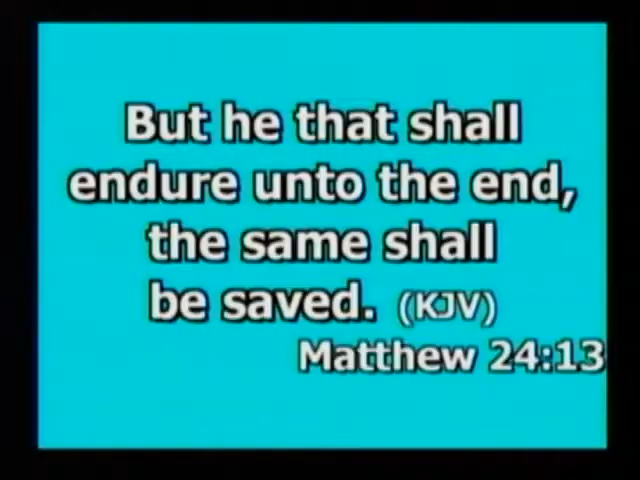 But he that shall
endure unto the end,
the same shall
be saved. (KJV)
Matthew 24:13